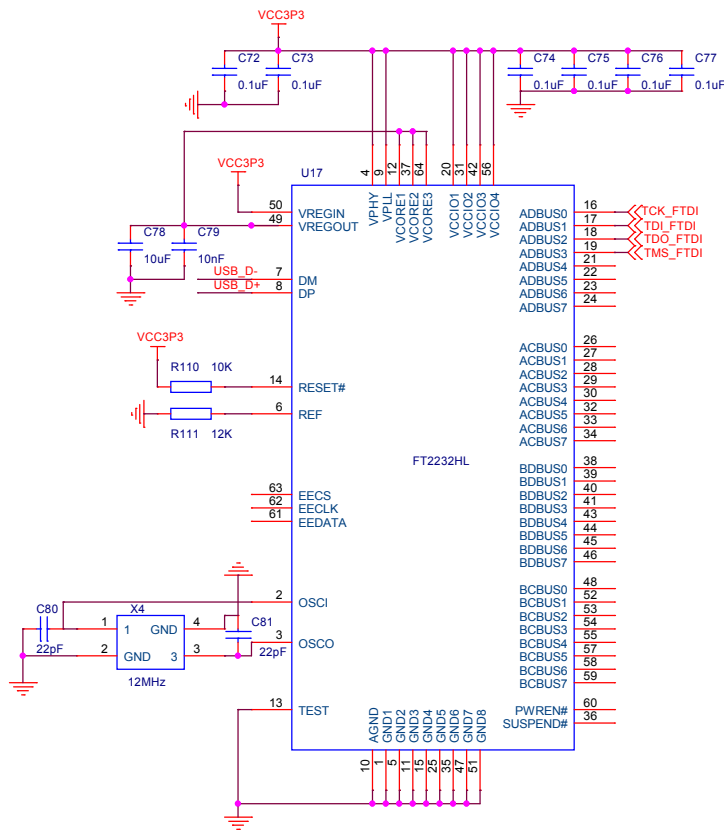 VCC3P3
C72 C73 C74 C75 C76 C77
0.1uF 0.1uF 0.1uF 0.1uF 0.1uF 0.1uF
U17
4 9 12 37 64 20 31 42 56
VPHY VPLL VCORE1 VCORE2 VCORE3 VCCIO1 VCCIO2 VCCIO3 VCCIO4
VCC3P3
50 VREGIN
49 VREGOUT
C78 C79
10uF 10nF
USB_D- 7 DM
USB_D+ 8 DP
VCC3P3
R110 10K
14 RESET#
6 REF
R111 12K
FT2232HL
63 EECS
62 EECLK
61 EEDATA
2 OSCI
C80 X4
1 1 GND 4 C81
22pF 3 OSCO
2 GND 3 3 22pF
12MHz
13 TEST
ADBUS0 16 TCK_FTDI
ADBUS1 17 TDI_FTDI
ADBUS2 18 TDO_FTDI
ADBUS3 19 TMS_FTDI
ADBUS4 21
ADBUS5 22
ADBUS6 23
ADBUS7 24
ACBUS0 26
ACBUS1 27
ACBUS2 28
ACBUS3 29
ACBUS4 30
ACBUS5 32
ACBUS6 33
ACBUS7 34
BDBUS0 38
BDBUS1 39
BDBUS2 40
BDBUS3 41
BDBUS4 43
BDBUS5 44
BDBUS6 45
BDBUS7 46
BCBUS0 48
BCBUS1 52
BCBUS2 53
BCBUS3 54
BCBUS4 55
BCBUS5 57
BCBUS6 58
BCBUS7 59
PWREN# 60
SUSPEND# 36
AGND GND1 GND2 GND3 GND4 GND5 GND6 GND7 GND8
10 1 5 11 15 25 35 47 51